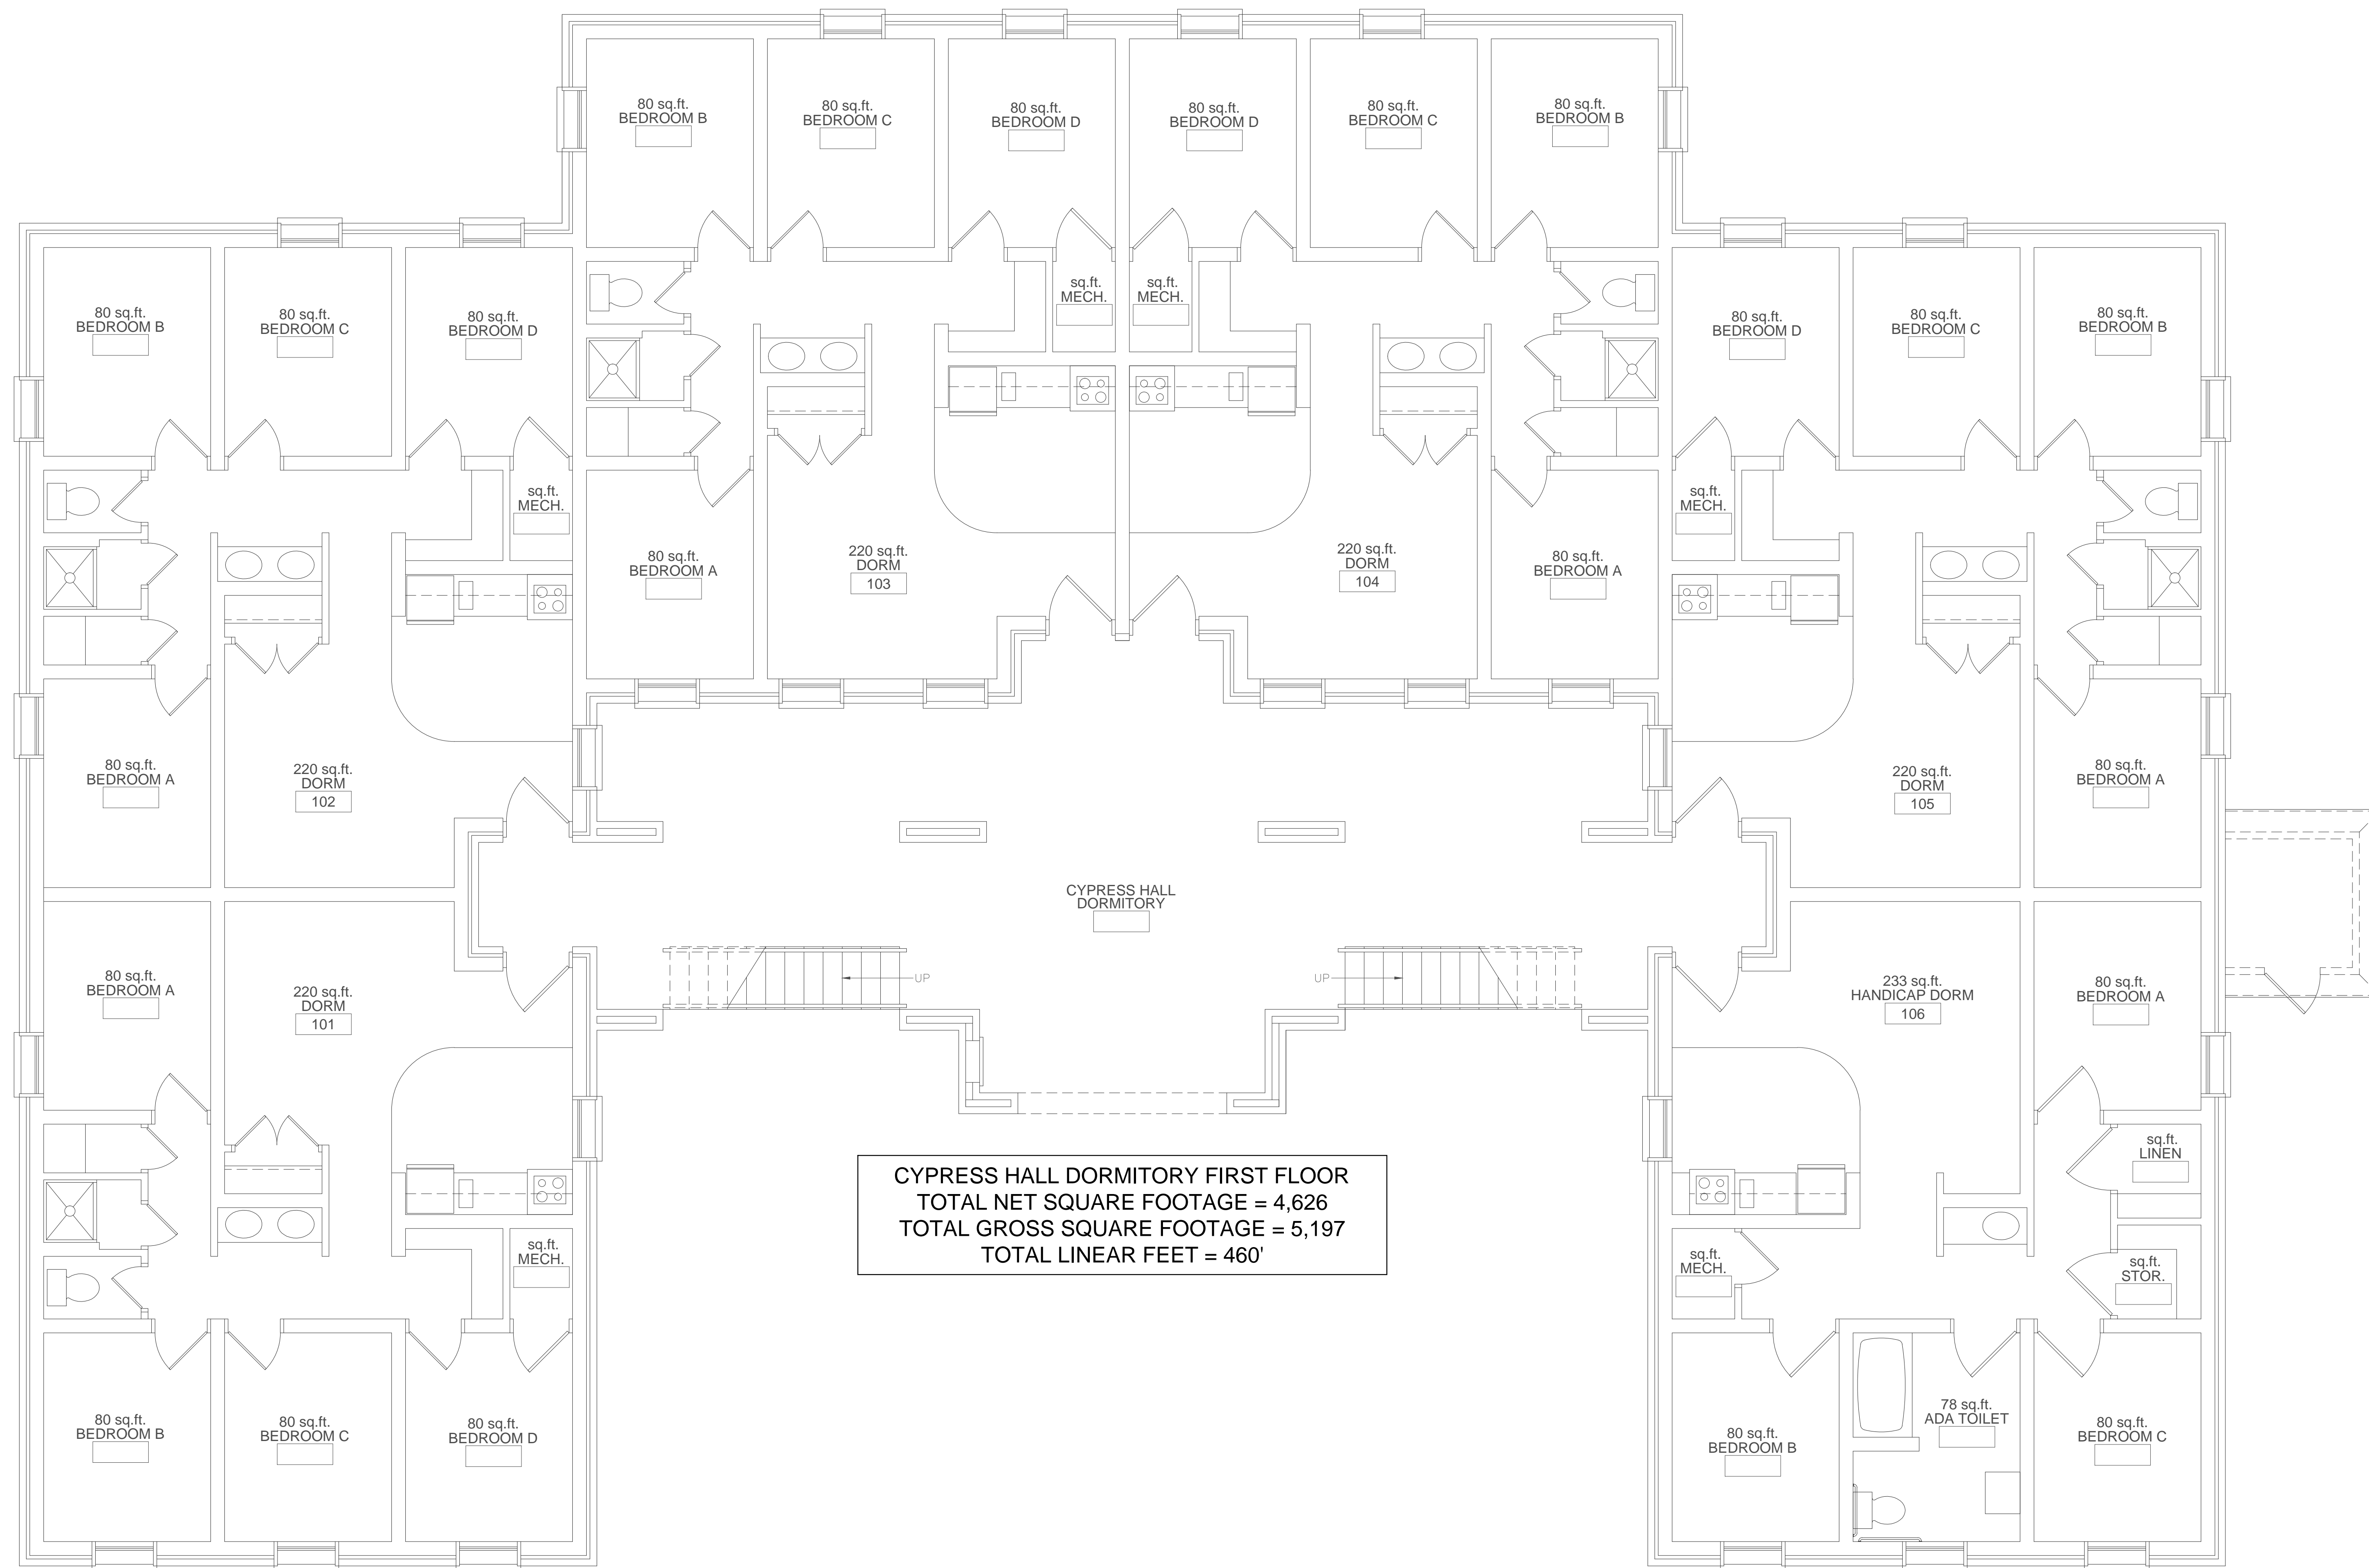 80 sq.ft.
BEDROOM B
80 sq.ft.
BEDROOM C
80 sq.ft.
BEDROOM D
80 sq.ft.
BEDROOM D
80 sq.ft.
BEDROOM C
80 sq.ft.
BEDROOM B
80 sq.ft.
BEDROOM B
80 sq.ft.
BEDROOM C
80 sq.ft.
BEDROOM D
sq.ft.
MECH.
sq.ft.
MECH.
80 sq.ft.
BEDROOM D
80 sq.ft.
BEDROOM C
80 sq.ft.
BEDROOM B
sq.ft.
MECH.
80 sq.ft.
BEDROOM A
220 sq.ft.
DORM
103
220 sq.ft.
DORM
104
80 sq.ft.
BEDROOM A
sq.ft.
MECH.
80 sq.ft.
BEDROOM A
220 sq.ft.
DORM
102
220 sq.ft.
DORM
105
80 sq.ft.
BEDROOM A
CYPRESS HALL
DORMITORY
80 sq.ft.
BEDROOM A
220 sq.ft.
DORM
101
UP
UP
233 sq.ft.
HANDICAP DORM
106
80 sq.ft.
BEDROOM A
CYPRESS HALL DORMITORY FIRST FLOOR
TOTAL NET SQUARE FOOTAGE = 4,626
TOTAL GROSS SQUARE FOOTAGE = 5,197
TOTAL LINEAR FEET = 460'
sq.ft.
LINEN
sq.ft.
MECH.
sq.ft.
MECH.
sq.ft.
STOR.
80 sq.ft.
BEDROOM B
80 sq.ft.
BEDROOM C
80 sq.ft.
BEDROOM D
80 sq.ft.
BEDROOM B
78 sq.ft.
ADA TOILET
80 sq.ft.
BEDROOM C